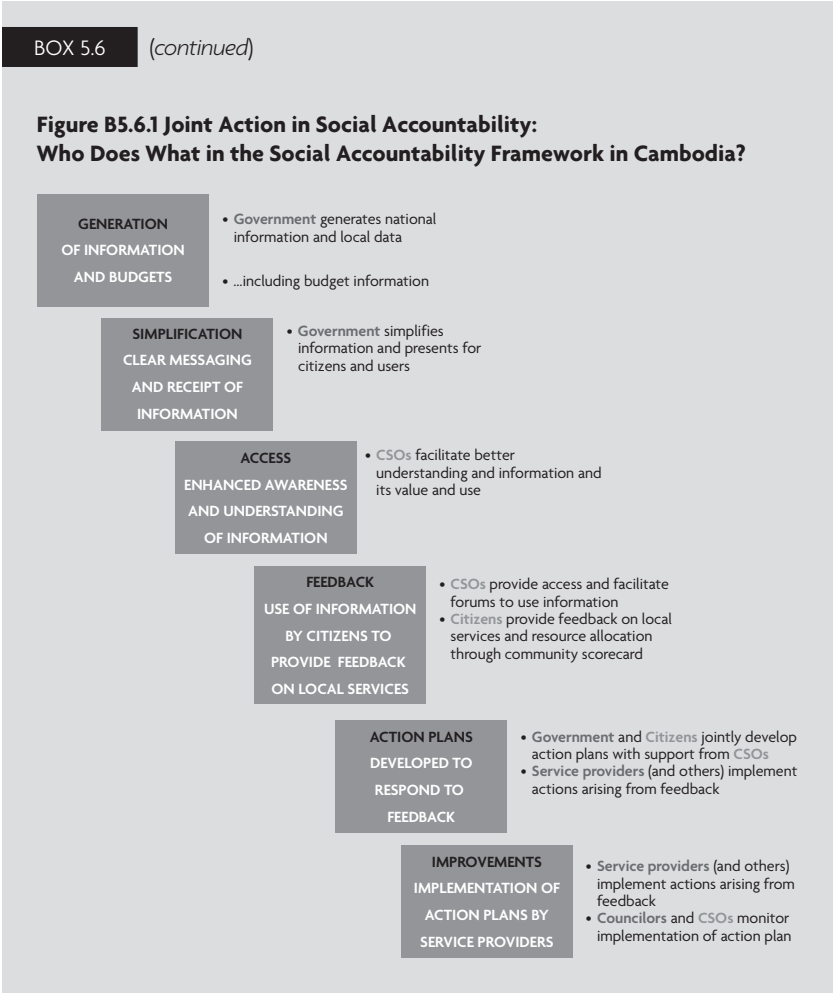 BOX 5.6 (continued)
Figure B5.6.1 Joint Action in Social Accountability:
Who Does What in the Social Accountability Framework in Cambodia?
GENERATION
OF INFORMATION
AND BUDGETS
• Government generates national
information and local data
• ...including budget information
SIMPLIFICATION
CLEAR MESSAGING
AND RECEIPT OF
INFORMATION
• Government simplifies
information and presents for
citizens and users
ACCESS
ENHANCED AWARENESS
AND UNDERSTANDING
OF INFORMATION
• CSOs facilitate better
understanding and information and
its value and use
FEEDBACK
USE OF INFORMATION
BY CITIZENS TO
PROVIDE FEEDBACK
ON LOCAL SERVICES
• CSOs provide access and facilitate
forums to use information
• Citizens provide feedback on local
services and resource allocation
through community scorecard
ACTION PLANS
DEVELOPED TO
RESPOND TO
FEEDBACK
• Government and Citizens jointly develop
action plans with support from CSOs
• Service providers (and others) implement
actions arising from feedback
IMPROVEMENTS
IMPLEMENTATION OF
ACTION PLANS BY
SERVICE PROVIDERS
• Service providers (and others)
implement actions arising from
feedback
• Councilors and CSOs monitor
implementation of action plan